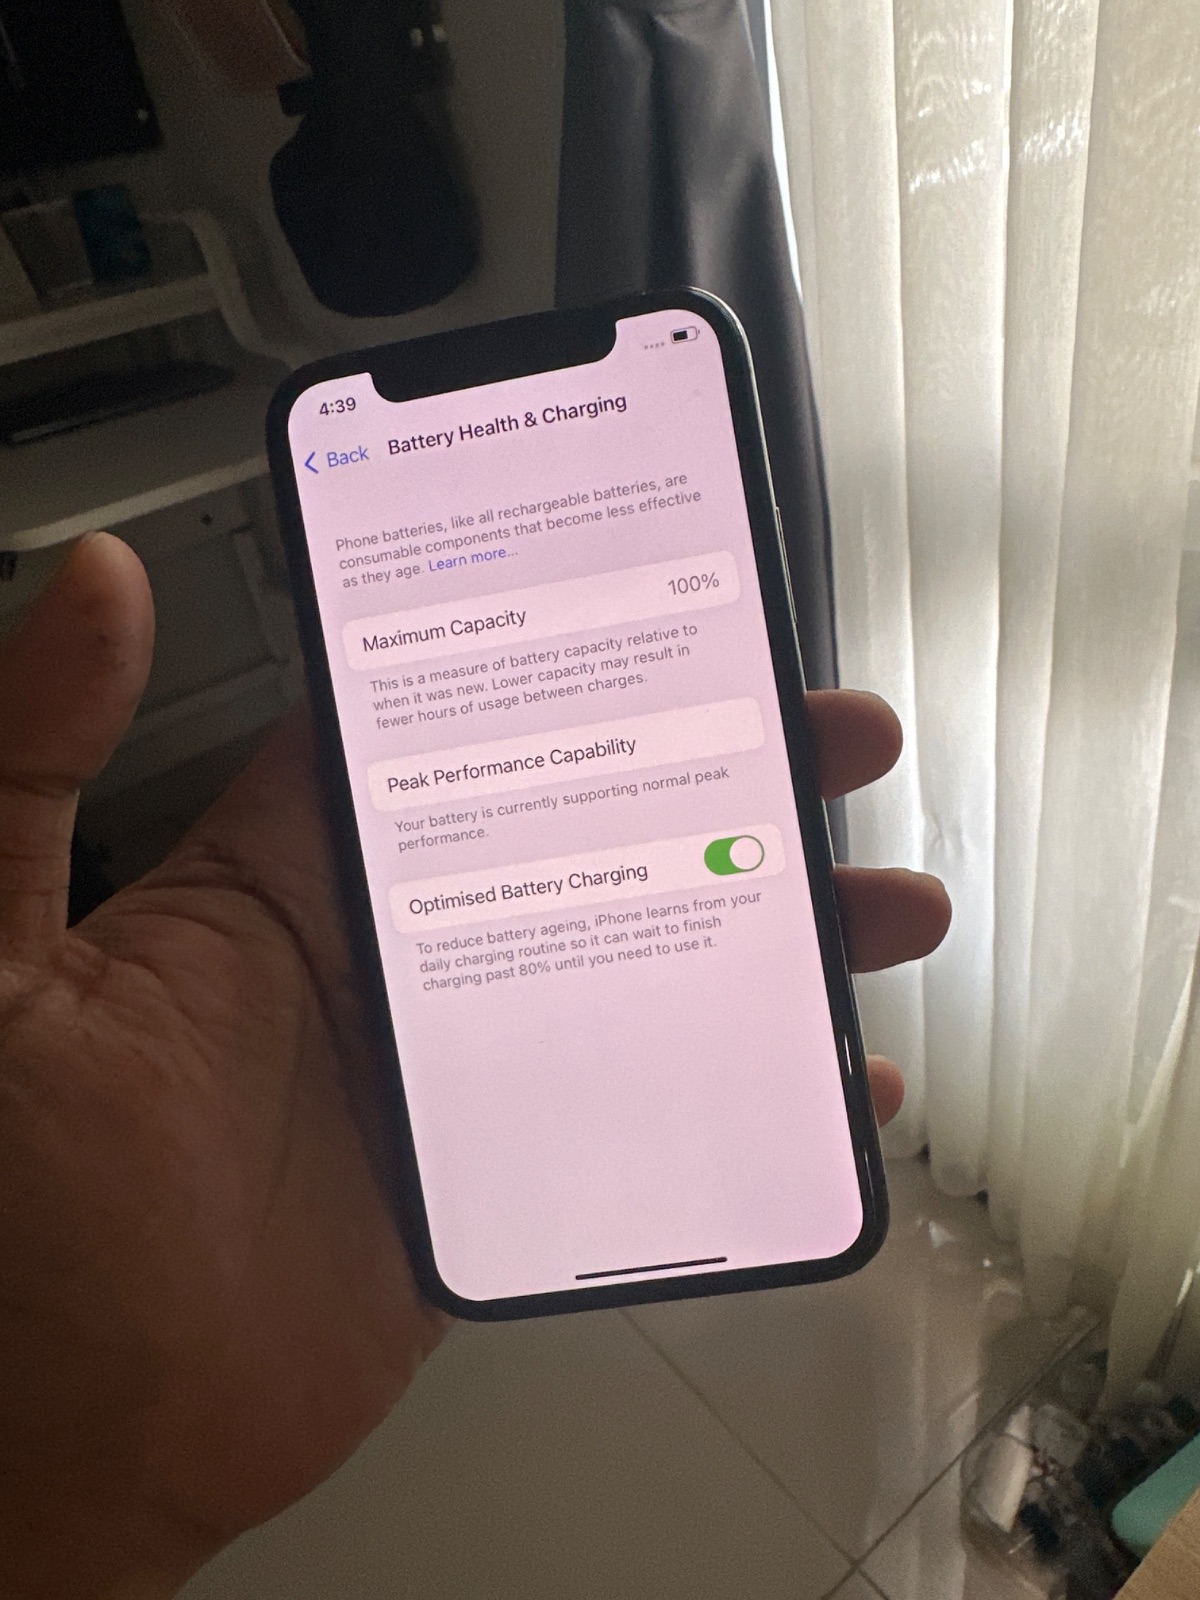 4:39
Back
Battery Health & Charging
Phone batteries, like all rechargeable batteries, are
consumable components that become less effective
as they age. Learn more...
Maximum Capacity 100%
This is a measure of battery capacity relative to
when it was new. Lower capacity may result in
fewer hours of usage between charges.
Peak Performance Capability
Your battery is currently supporting normal peak
performance.
Optimised Battery Charging
To reduce battery ageing, iPhone learns from your
daily charging routine so it can wait to finish
charging past 80% until you need to use it.